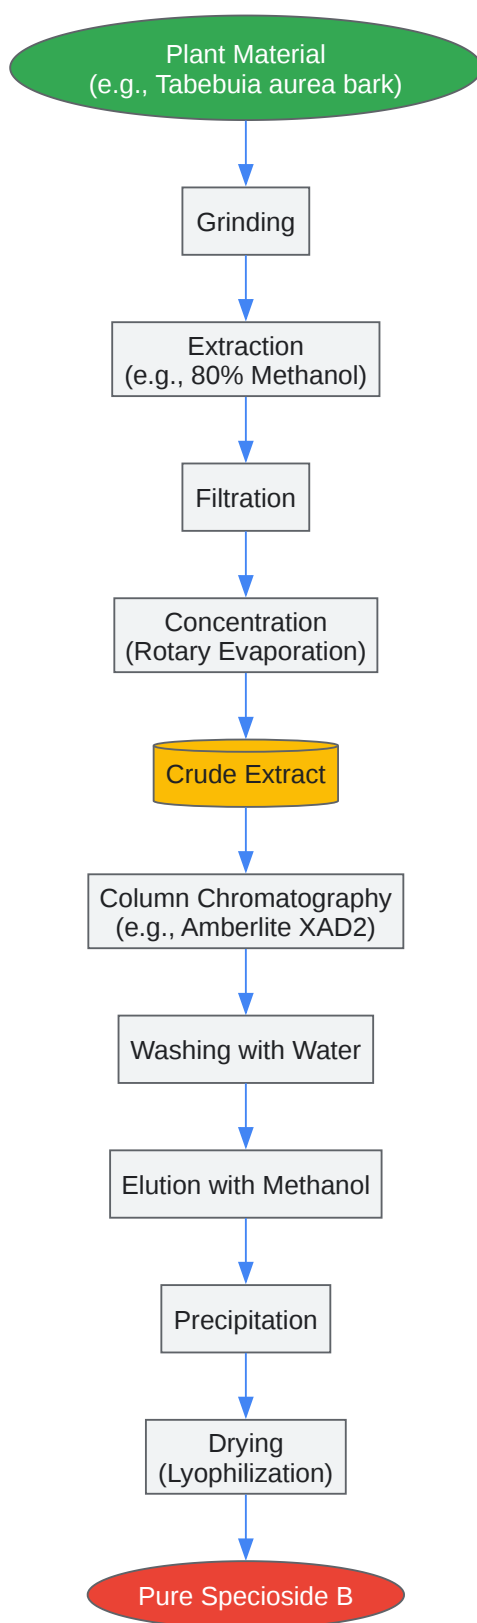 Plant Material
(e.g., Tabebuia aurea bark)
Grinding
Extraction
(e.g., 80% Methanol)
Filtration
Concentration
(Rotary Evaporation)
Crude Extract
Column Chromatography
(e.g., Amberlite XAD2)
Washing with Water
Elution with Methanol
Precipitation
Drying
(Lyophilization)
Pure Specioside B